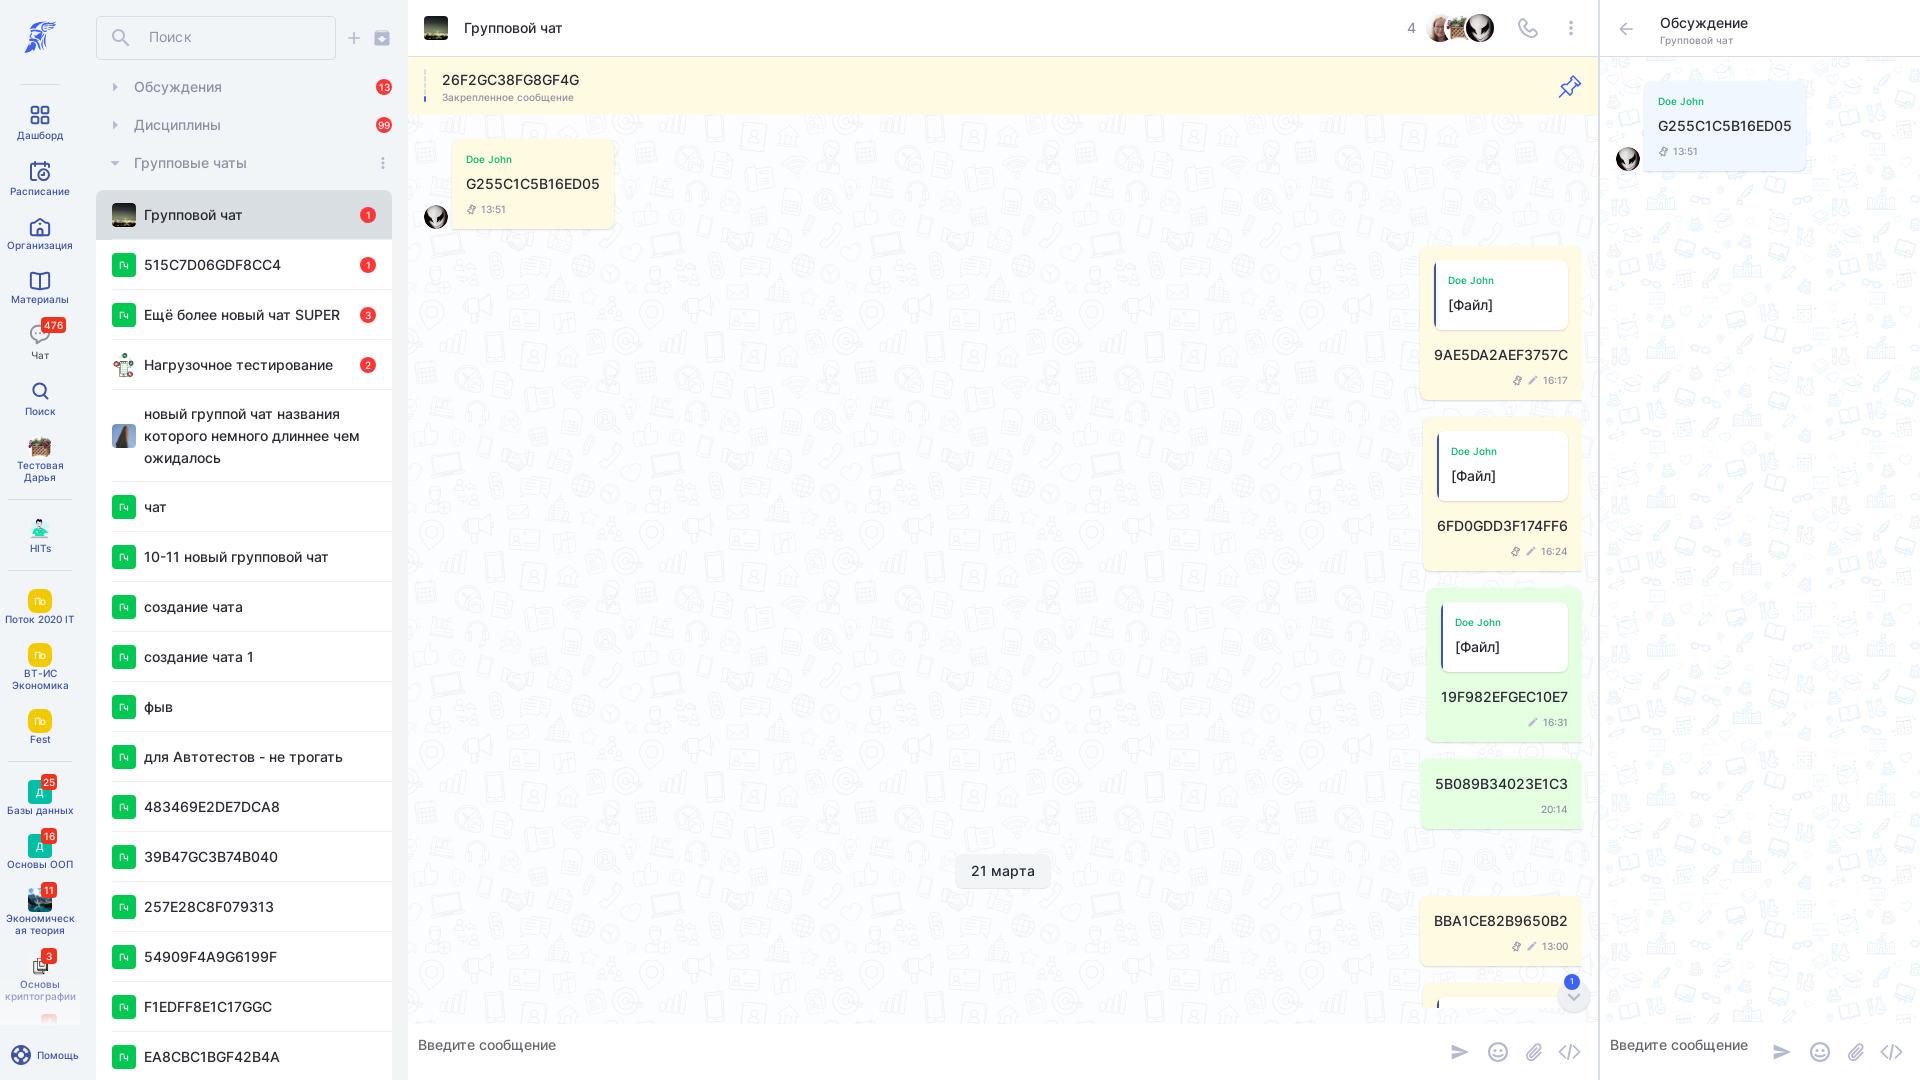 Дашборд
Расписание
Организация
Материалы
476
Чат
Поиск
Тестовая
Дарья
HITs
По
Поток 2020 IT
По
ВТ-ИС
Экономика
По
Fest
25
Д
Базы данных
16
Д
Основы ООП
11
Экономическ
ая теория
3
Основы
криптографии
Помощь
Поиск
Обсуждения
13
Дисциплины
99
Групповые чаты
Групповой чат
1
Гч
515C7D06GDF8CC4
1
Гч
Ещё более новый чат SUPER
3
Нагрузочное тестирование
2
новый группой чат названия
которого немного длиннее чем
ожидалось
Гч
чат
Гч
10-11 новый групповой чат
Гч
создание чата
Гч
создание чата 1
Гч
фыв
Гч
для Автотестов - не трогать
Гч
483469E2DE7DCA8
Гч
39B47GC3B74B040
Гч
257E28C8F079313
Гч
54909F4A9G6199F
Гч
F1EDFF8E1C17GGC
Гч
EA8CBC1BGF42B4A
Групповой чат
4
26F2GC38FG8GF4G
Закрепленное сообщение
Doe John
G255C1C5B16ED05
13:51
Doe John
[Файл]
9AE5DA2AEF3757C
16:17
Doe John
[Файл]
6FD0GDD3F174FF6
16:24
Doe John
[Файл]
19F982EFGEC10E7
16:31
5B089B34023E1C3
20:14
21 марта
BBA1CE82B9650B2
13:00
1
Введите сообщение
Обсуждение
Групповой чат
Doe John
G255C1C5B16ED05
13:51
Введите сообщение